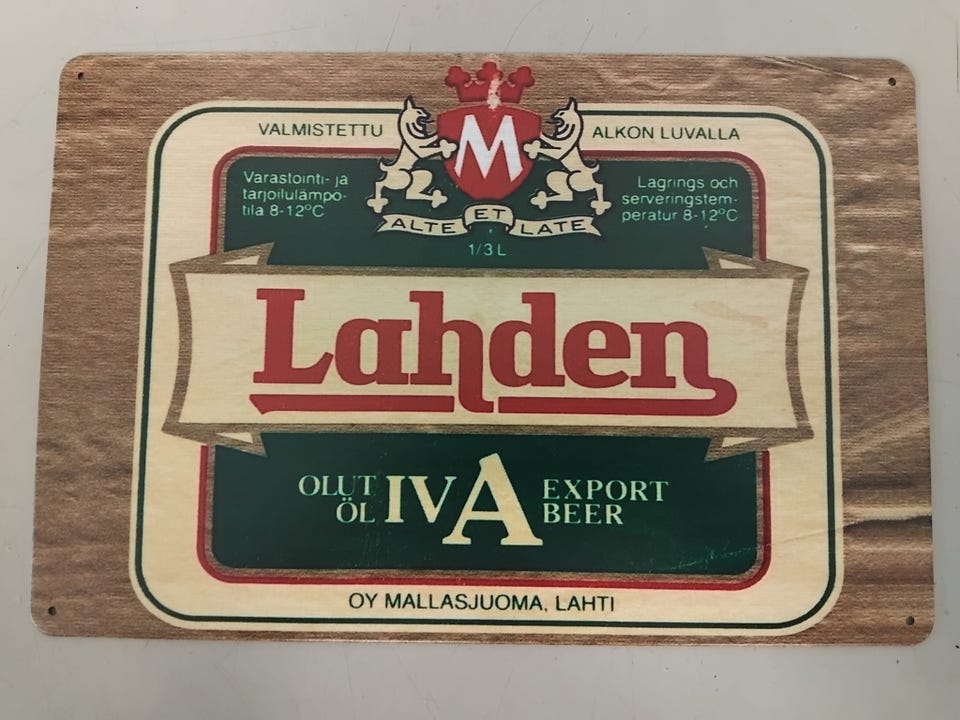 VALMISTETTU
ALKON LUVALLA
M
Varastointi- ja
tarjoilulämpö-
tila 8-12°C
Lagrings och
serveringstem-
peratur 8-12°C
ALTE ET LATE
1/3 L
Lahden
OLUT
ÖL
IVA
EXPORT
BEER
OY MALLASJUOMA, LAHTI